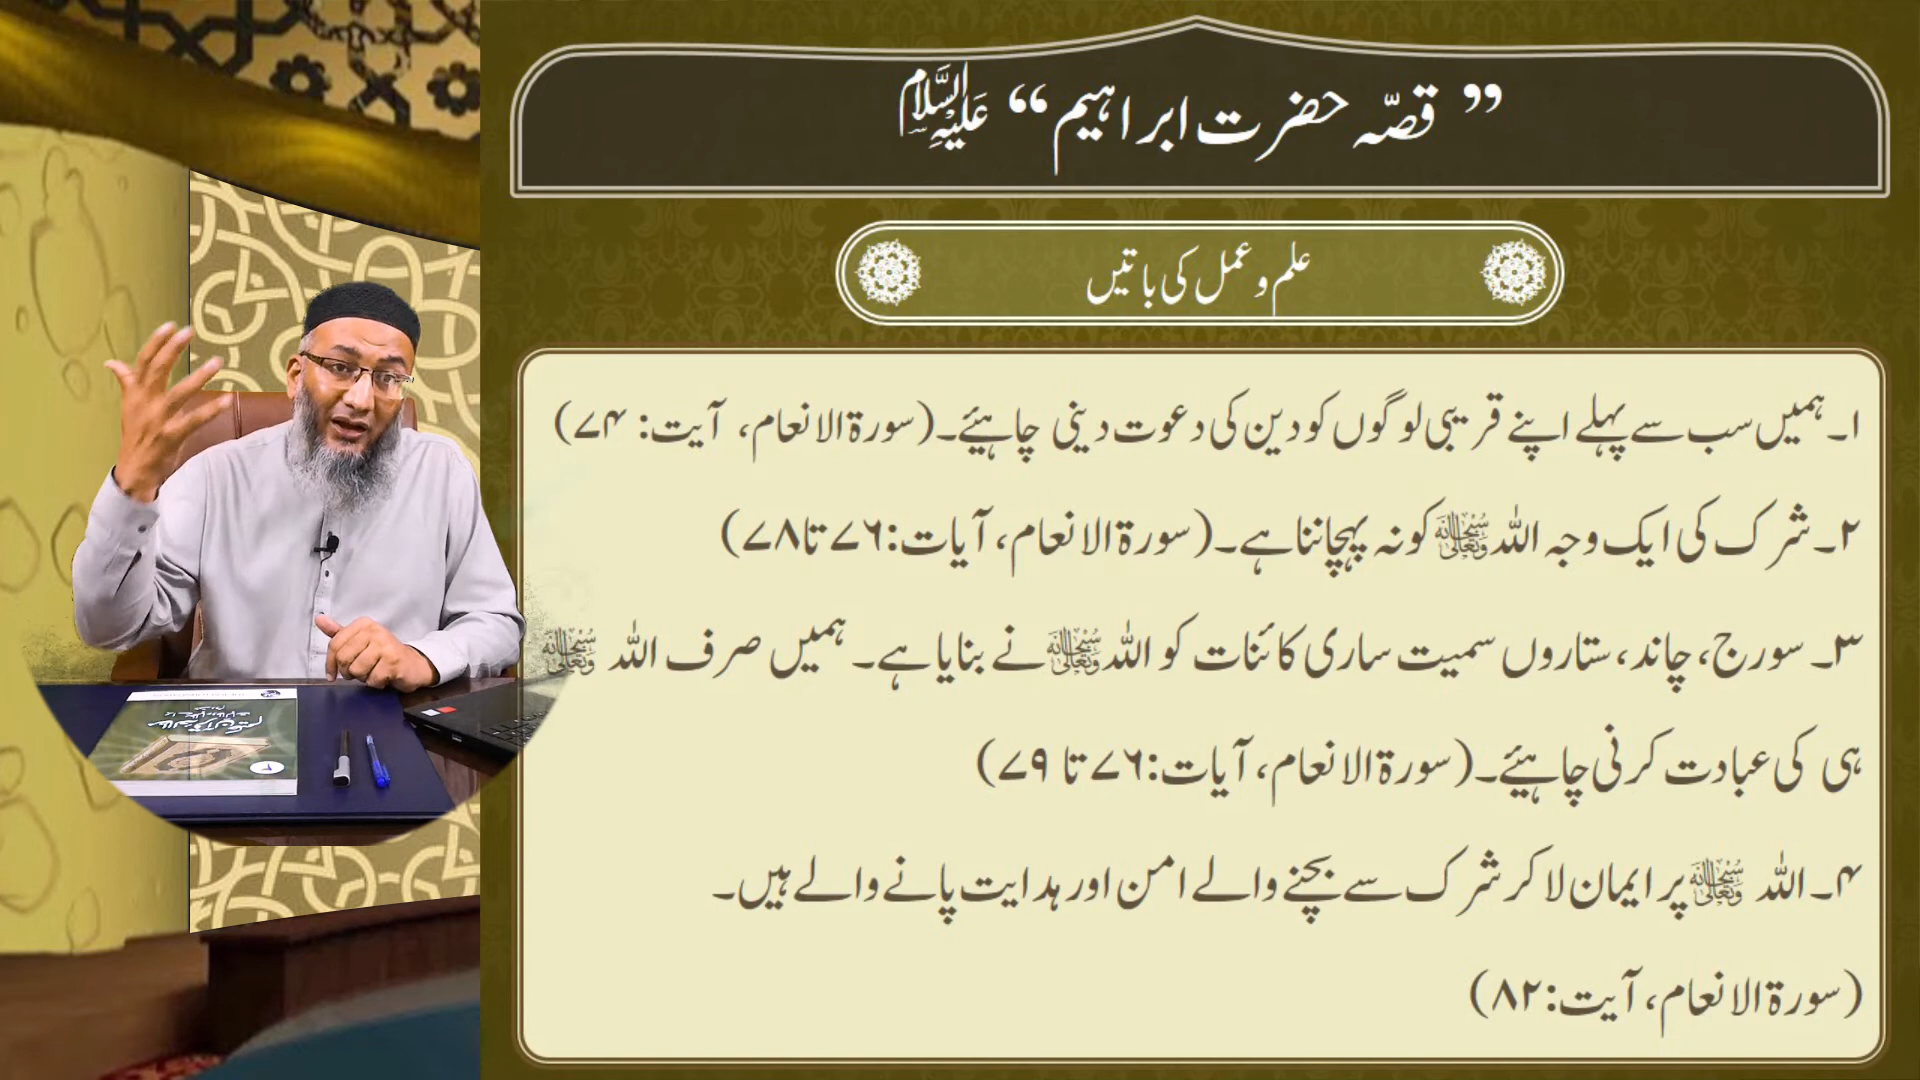 ” قصّہ حضرت ابراہیم “ علیہ السلام
علم و عمل کی باتیں
۱۔ ہمیں سب سے پہلے اپنے قریبی لوگوں کو دین کی دعوت دینی چاہیئے۔ (سورۃ الانعام، آیت: ۷۴)
۲۔ شرک کی ایک وجہ اللہ سبحانہ وتعالیٰ کو نہ پہچاننا ہے۔ (سورۃ الانعام، آیات: ۷۶ تا ۷۸)
۳۔ سورج، چاند، ستاروں سمیت ساری کائنات کو اللہ سبحانہ وتعالیٰ نے بنایا ہے۔ ہمیں صرف اللہ سبحانہ وتعالیٰ
ہی کی عبادت کرنی چاہیئے۔ (سورۃ الانعام، آیات: ۷۶ تا ۷۹)
۴۔ اللہ سبحانہ وتعالیٰ پر ایمان لا کر شرک سے بچنے والے امن اور ہدایت پانے والے ہیں۔
(سورۃ الانعام، آیت: ۸۲)